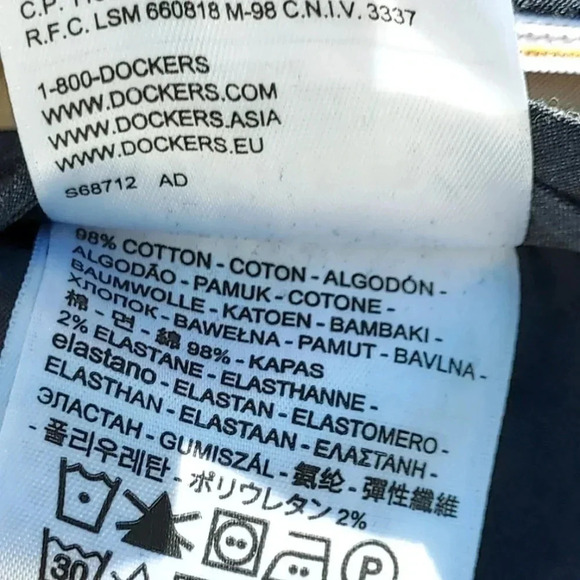 R.F.C. LSM 660818 M-98 C.N.I.V. 3337
1-800-DOCKERS
WWW.DOCKERS.COM
WWW.DOCKERS.ASIA
WWW.DOCKERS.EU
S68712 AD
98% COTTON - COTON - ALGODÓN -
ALGODÃO - PAMUK - COTONE -
BAUMWOLLE - KATOEN - BAMBAKI -
ХЛОПОК - BAWEŁNA - PAMUT - BAVLNA -
棉 - 면 - 綿 98% - KAPAS
2% ELASTANE - ELASTHANNE -
elastano - ELASTAN - ELASTOMERO -
ELASTHAN - ELASTAAN - ΕΛΑΣΤΑΝΗ -
ЭЛАСТАН - GUMISZÁL - 氨纶 - 彈性纖維
- 폴리우레탄 - ポリウレタン 2%
P
30